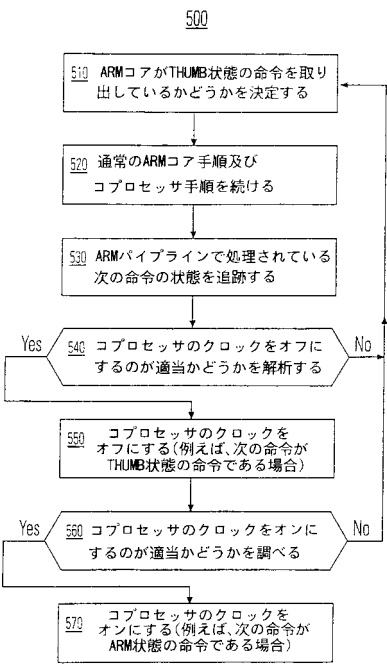 500
510 ARMコアがTHUMB状態の命令を取り
出しているかどうかを決定する
520 通常のARMコア手順及び
コプロセッサ手順を続ける
530 ARMパイプラインで処理されている
次の命令の状態を追跡する
Yes
540 コプロセッサのクロックをオフに
するのが適当かどうかを解析する
No
550 コプロセッサのクロックを
オフにする(例えば、次の命令が
THUMB状態の命令である場合)
Yes
560 コプロセッサのクロックをオンに
するのが適当かどうかを調べる
No
570 コプロセッサのクロックを
オンにする(例えば、次の命令が
ARM状態の命令である場合)